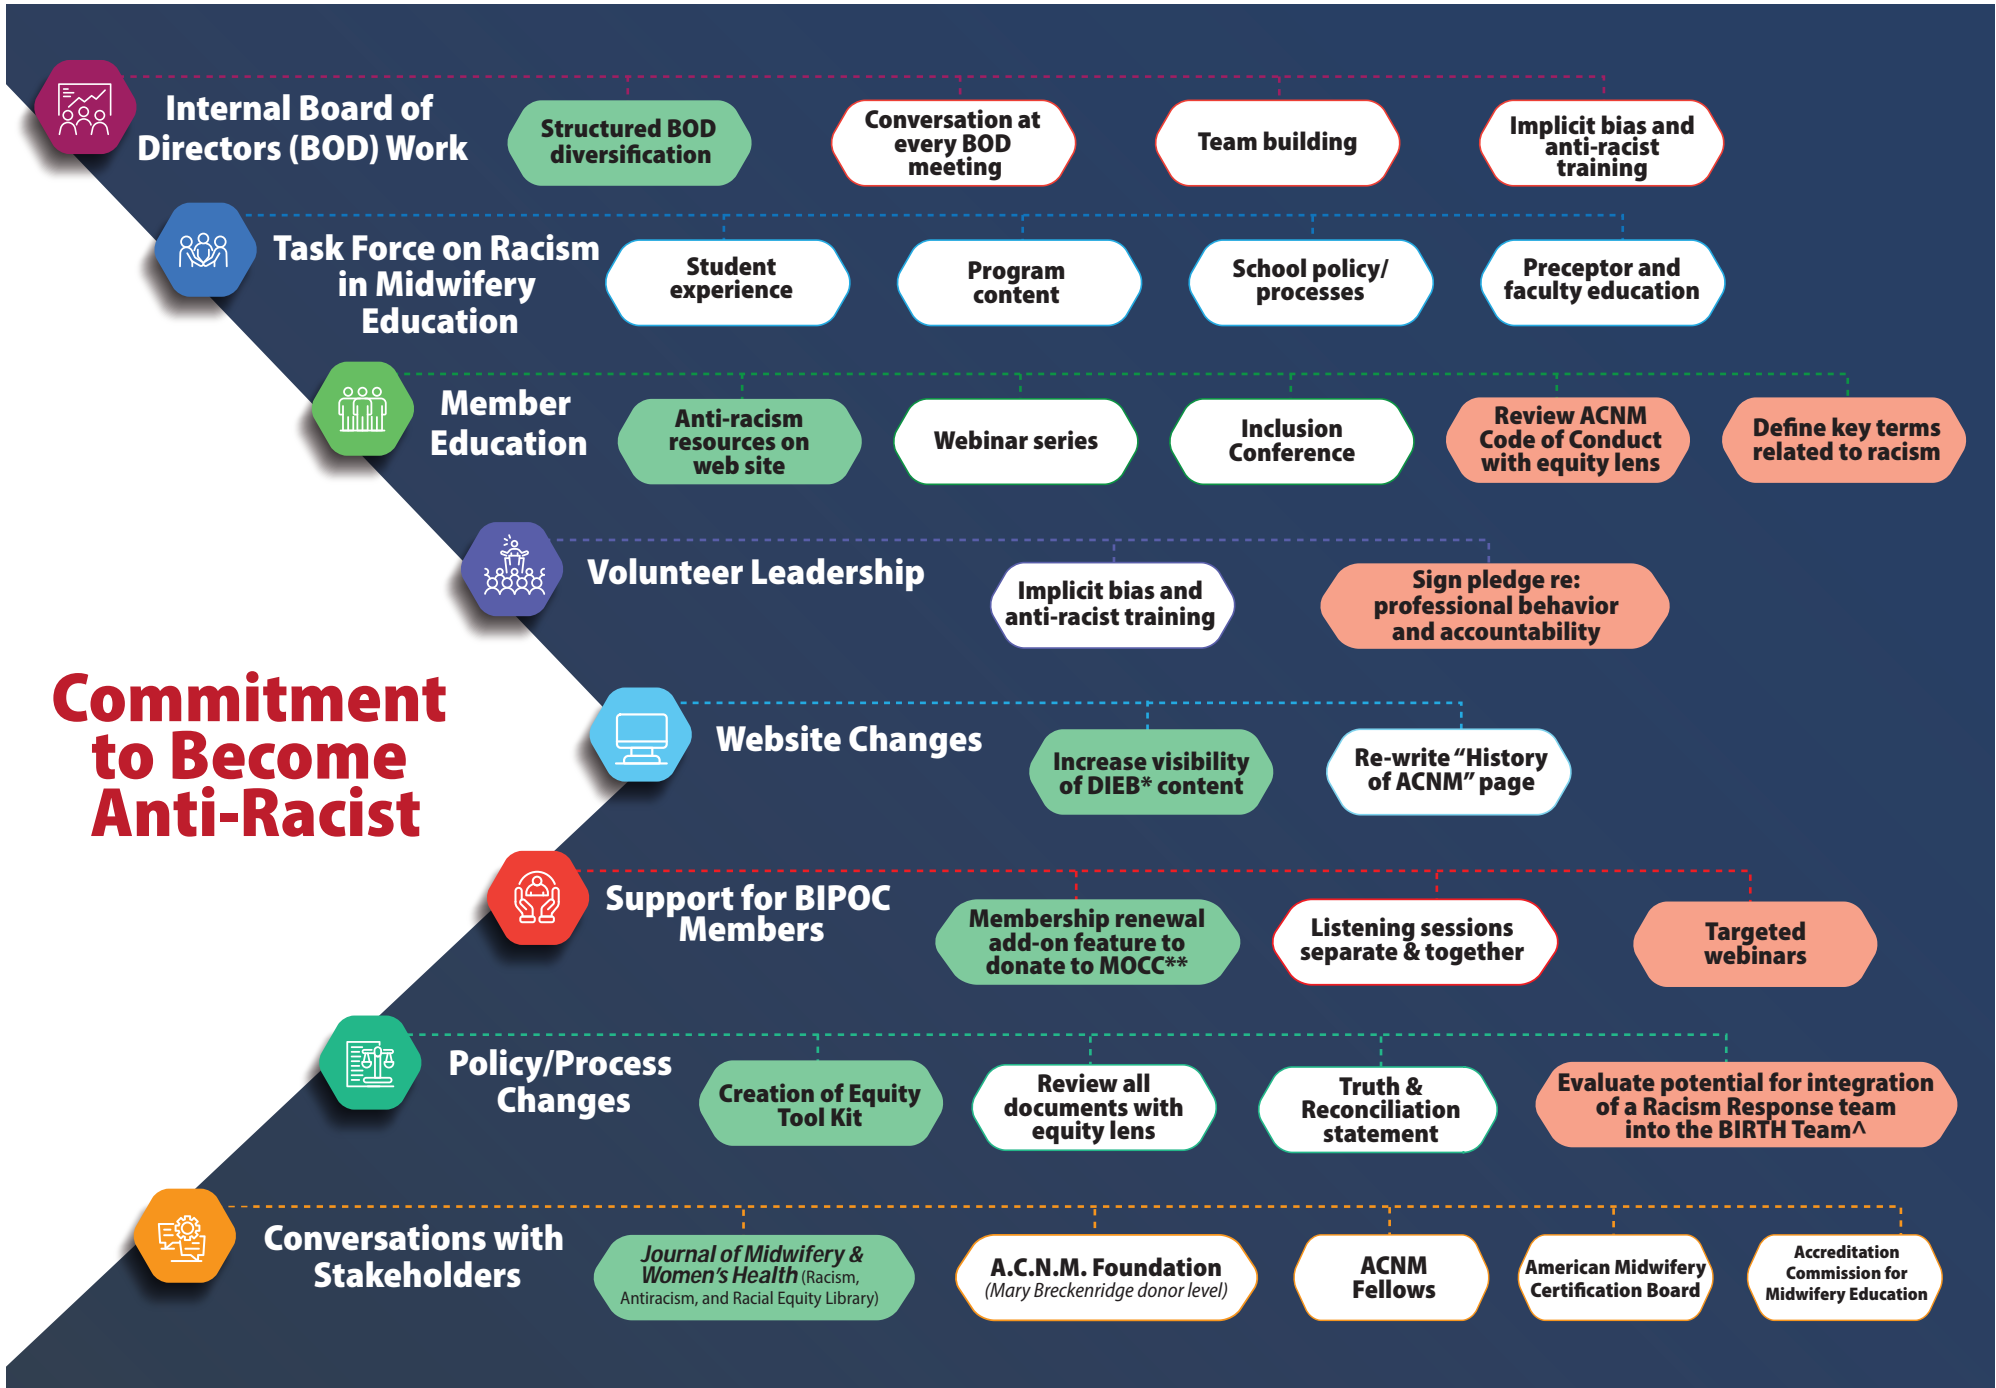 Internal Board of
Directors (BOD) Work
Structured BOD
diversification
Conversation at
every BOD
meeting
Team building
Implicit bias and
anti-racist
training
Task Force on Racism
in Midwifery
Education
Student
experience
Program
content
School policy/
processes
Preceptor and
faculty education
Member
Education
Anti-racism
resources on
web site
Webinar series
Inclusion
Conference
Review ACNM
Code of Conduct
with equity lens
Define key terms
related to racism
Volunteer Leadership
Implicit bias and
anti-racist training
Sign pledge re:
professional behavior
and accountability
Commitment
to Become
Anti-Racist
Website Changes
Increase visibility
of DIEB* content
Re-write “History
of ACNM” page
Support for BIPOC
Members
Membership renewal
add-on feature to
donate to MOCC**
Listening sessions
separate & together
Targeted
webinars
Policy/Process
Changes
Creation of Equity
Tool Kit
Review all
documents with
equity lens
Truth &
Reconciliation
statement
Evaluate potential for integration
of a Racism Response team
into the BIRTH Team^
Conversations with
Stakeholders
Journal of Midwifery &
Women’s Health (Racism,
Antiracism, and Racial Equity Library)
A.C.N.M. Foundation
(Mary Breckenridge donor level)
ACNM
Fellows
American Midwifery
Certification Board
Accreditation
Commission for
Midwifery Education